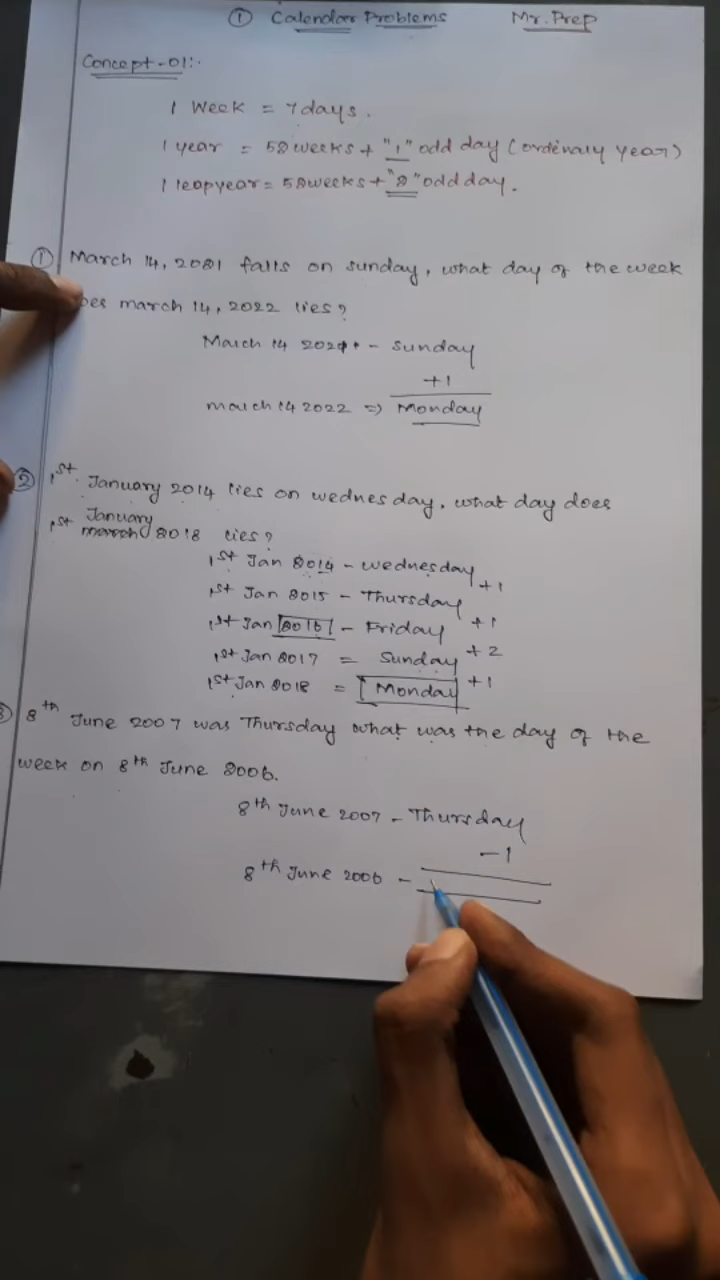 ① Calendar Problems Mr. Prep
Concept-01:-
1 Week = 7days.
1 year = 52 weeks + "1" odd day (ordinary year)
1 leapyear = 52 weeks + "2" odd day.
① March 14, 2021 falls on sunday, what day of the week
march 14, 2022 lies?
March 14 2021 - sunday
+1
march 14 2022 => Monday
② 1st January 2014 lies on wednesday, what day does
1st January 2018 lies?
1st Jan 2014 - wednesday
+1
1st Jan 2015 - Thursday
+1
1st Jan 2016 - Friday
+2
1st Jan 2017 = Sunday
+1
1st Jan 2018 = Monday
8th June 2007 was Thursday what was the day of the
week on 8th June 2006.
8th June 2007 - Thursday
-1
8th June 2006 -